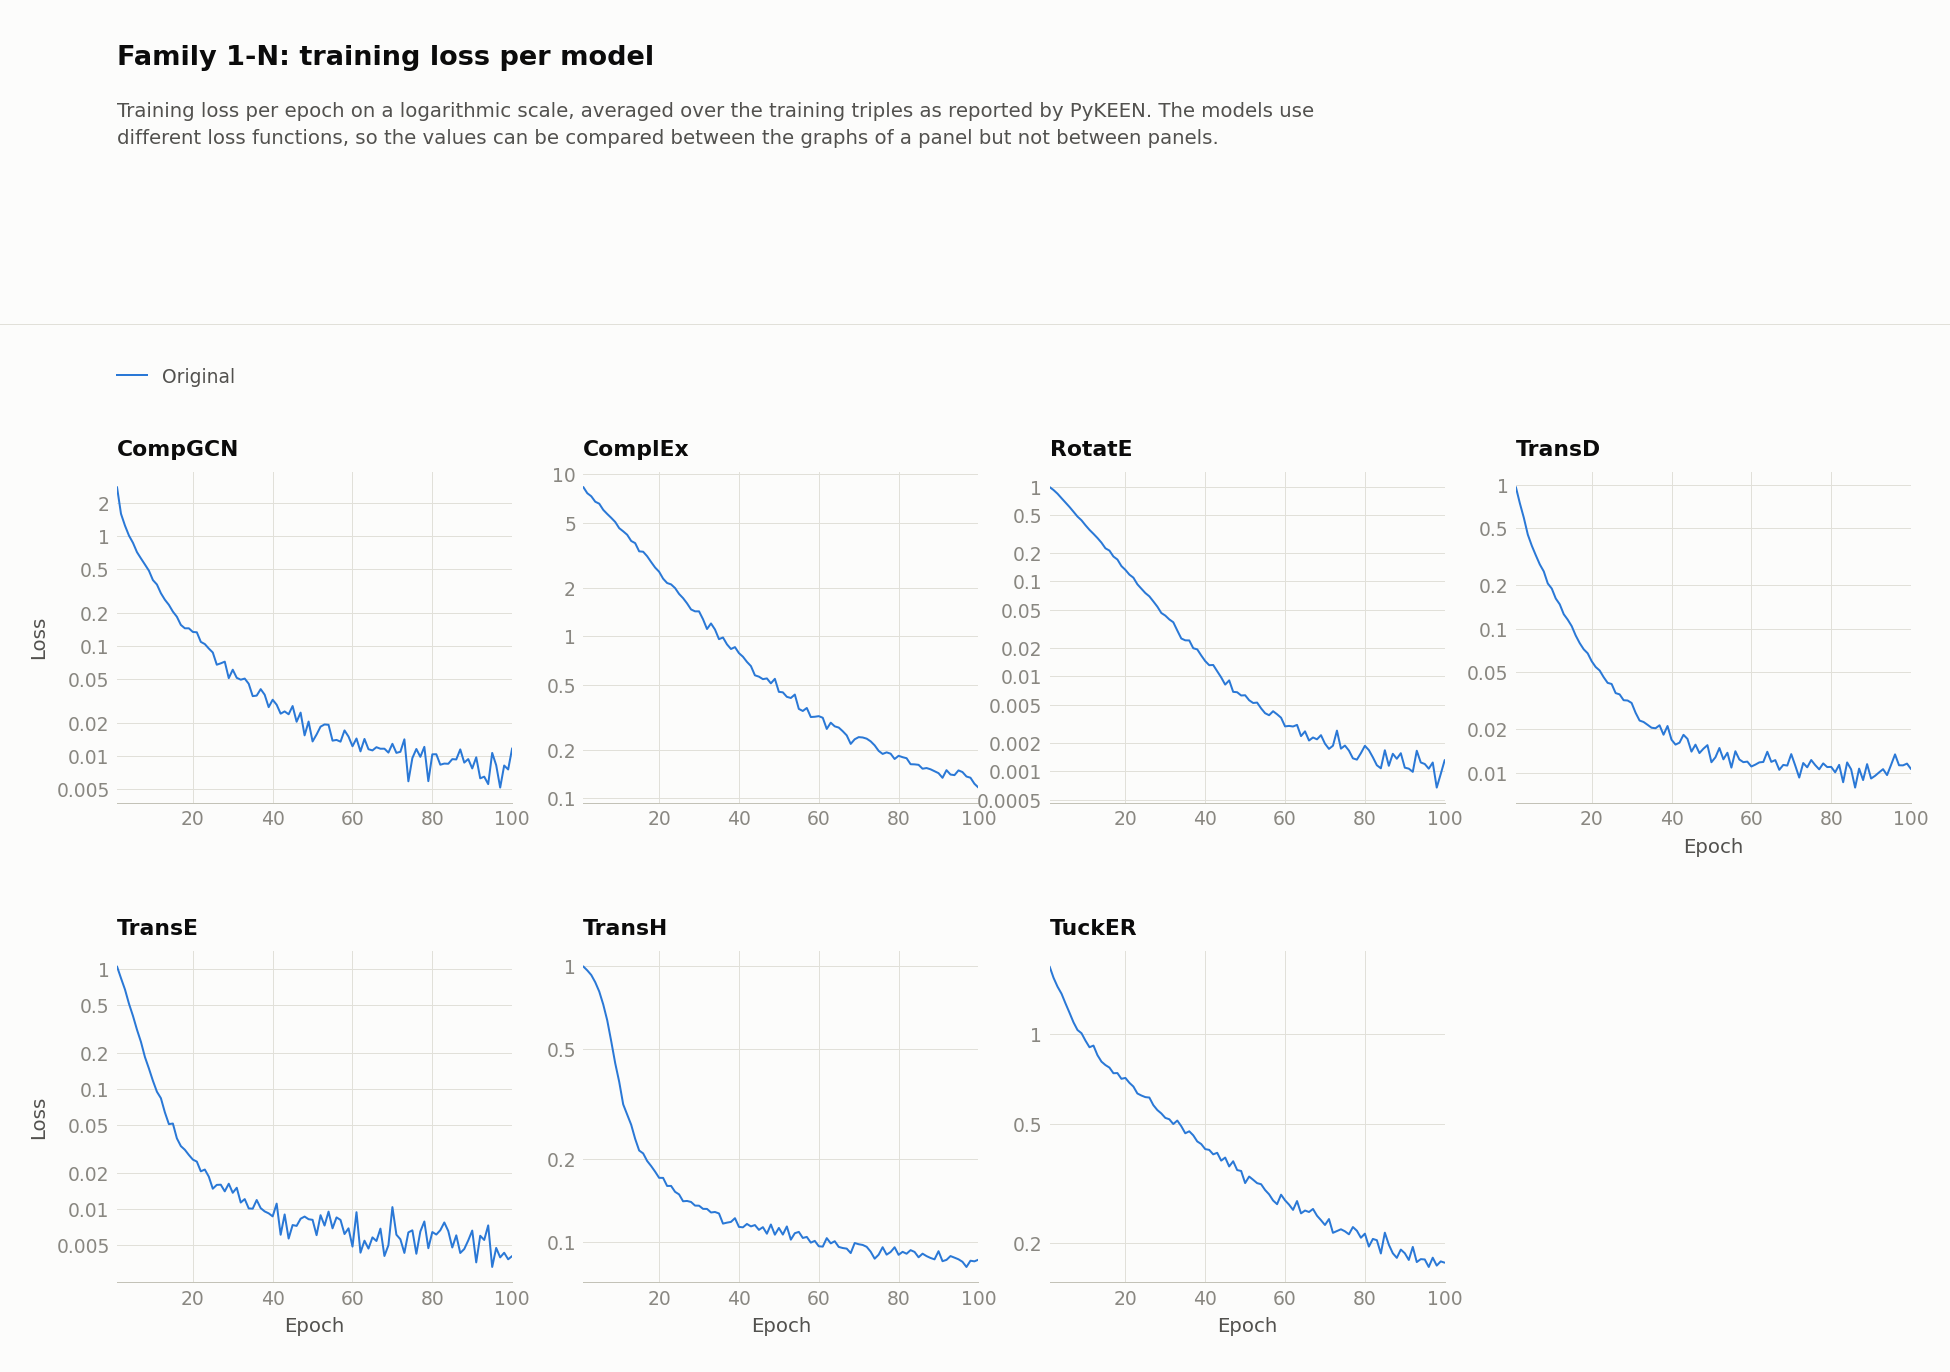 Family 1-N: training loss per model
Training loss per epoch on a logarithmic scale, averaged over the training triples as reported by PyKEEN. The models use
different loss functions, so the values can be compared between the graphs of a panel but not between panels.
Original
CompGCN
Loss
2
1
0.5
0.2
0.1
0.05
0.02
0.01
0.005
20 40 60 80 100
ComplEx
10
5
2
1
0.5
0.2
0.1
20 40 60 80 100
RotatE
1
0.5
0.2
0.1
0.05
0.02
0.01
0.005
0.002
0.001
0.0005
20 40 60 80 100
TransD
1
0.5
0.2
0.1
0.05
0.02
0.01
20 40 60 80 100
Epoch
TransE
Loss
1
0.5
0.2
0.1
0.05
0.02
0.01
0.005
20 40 60 80 100
Epoch
TransH
1
0.5
0.2
0.1
20 40 60 80 100
Epoch
TuckER
1
0.5
0.2
20 40 60 80 100
Epoch